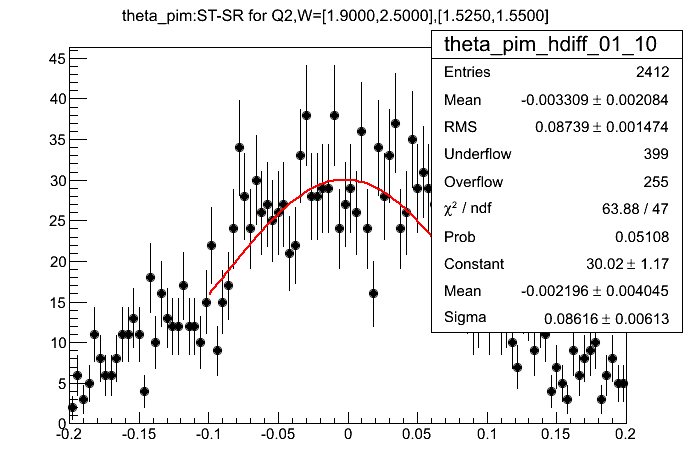 theta_pim:ST-SR for Q2,W=[1.9000,2.5000],[1.5250,1.5500]
theta_pim_hdiff_01_10
Entries 2412
Mean -0.003309 ± 0.002084
RMS 0.08739 ± 0.001474
Underflow 399
Overflow 255
χ² / ndf 63.88 / 47
Prob 0.05108
Constant 30.02 ± 1.17
Mean -0.002196 ± 0.004045
Sigma 0.08616 ± 0.00613
45
40
35
30
25
20
15
10
5
0
-0.2 -0.15 -0.1 -0.05 0 0.05 0.1 0.15 0.2